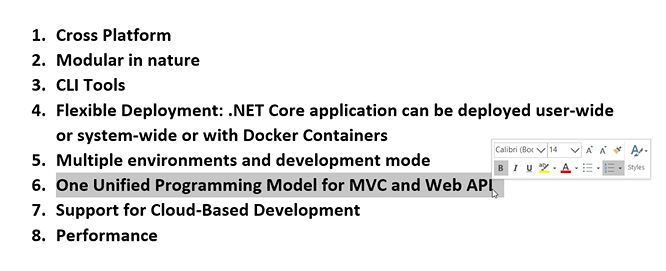 1. Cross Platform
2. Modular in nature
3. CLI Tools
4. Flexible Deployment: .NET Core application can be deployed user-wide
or system-wide or with Docker Containers
Calibri (Boc 14 A A A
5. Multiple environments and development mode
B I U ab A Styles
6. One Unified Programming Model for MVC and Web API
7. Support for Cloud-Based Development
8. Performance